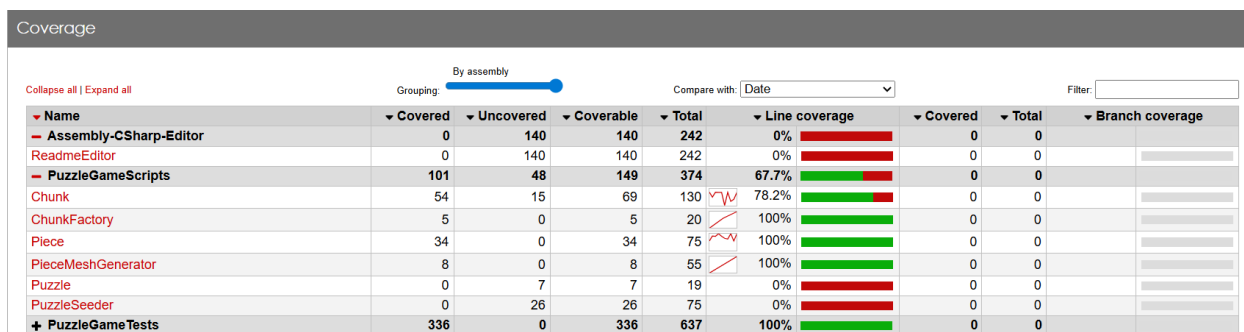 Coverage
By assembly
Collapse all | Expand all Grouping: Compare with: Date Filter:
Name Covered Uncovered Coverable Total Line coverage Covered Total Branch coverage
Assembly-CSharp-Editor 0 140 140 242 0% 0 0
ReadmeEditor 0 140 140 242 0% 0 0
PuzzleGameScripts 101 48 149 374 67.7% 0 0
Chunk 54 15 69 130 78.2% 0 0
ChunkFactory 5 0 5 20 100% 0 0
Piece 34 0 34 75 100% 0 0
PieceMeshGenerator 8 0 8 55 100% 0 0
Puzzle 0 7 7 19 0% 0 0
PuzzleSeeder 0 26 26 75 0% 0 0
PuzzleGameTests 336 0 336 637 100% 0 0